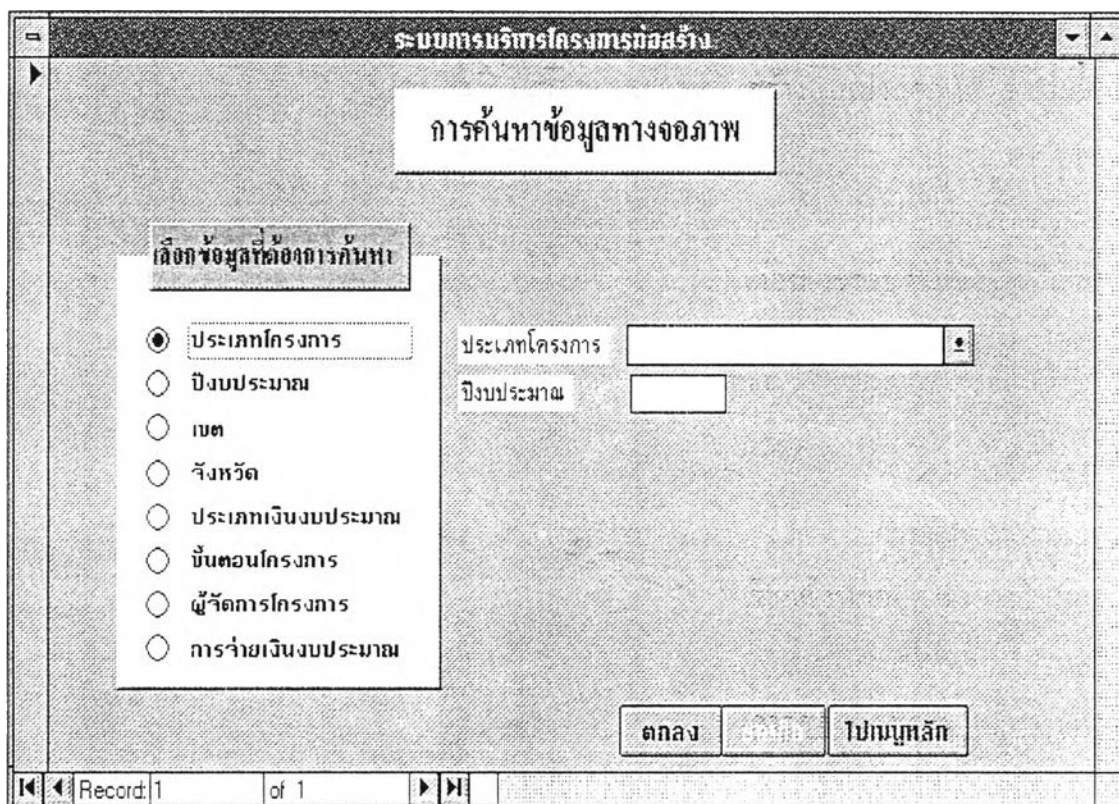 ระบบการบริหารโครงการก่อสร้าง
การค้นหาข้อมูลทางจอภาพ
เลือกข้อมูลที่ต้องการค้นหา
ประเภทโครงการ
ปีงบประมาณ
เขต
จังหวัด
ประเภทเงินงบประมาณ
ขั้นตอนโครงการ
ผู้จัดการโครงการ
การจ่ายเงินงบประมาณ
ประเภทโครงการ
ปีงบประมาณ
ตกลง
ไปเมนูหลัก
Record: 1 of 1